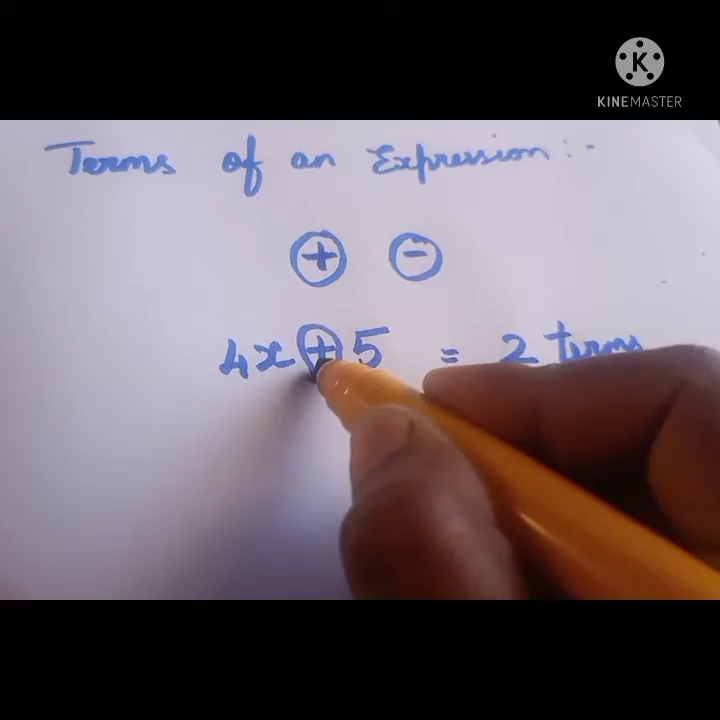 K
KINEMASTER
Terms of an Expression:-
+ -
4x + 5 = 2 terms